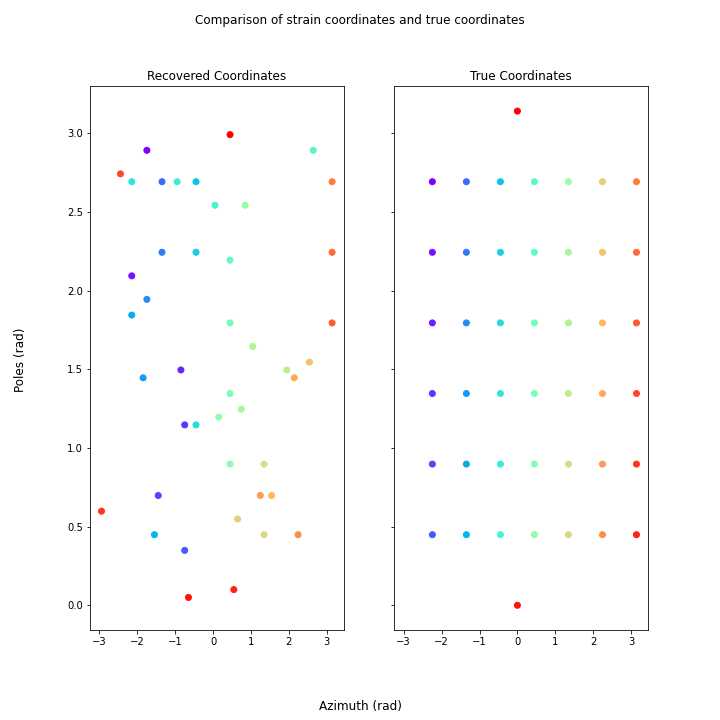 Comparison of strain coordinates and true coordinates
Recovered Coordinates
True Coordinates
Poles (rad)
3.0
2.5
2.0
1.5
1.0
0.5
0.0
−3 −2 −1 0 1 2 3
−3 −2 −1 0 1 2 3
Azimuth (rad)